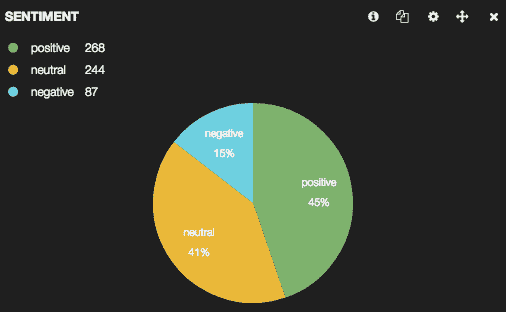 SENTIMENT
positive 268
neutral 244
negative 87
negative
15%
positive
45%
neutral
41%